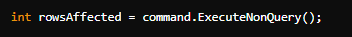 int rowsAffected = command.ExecuteNonQuery();